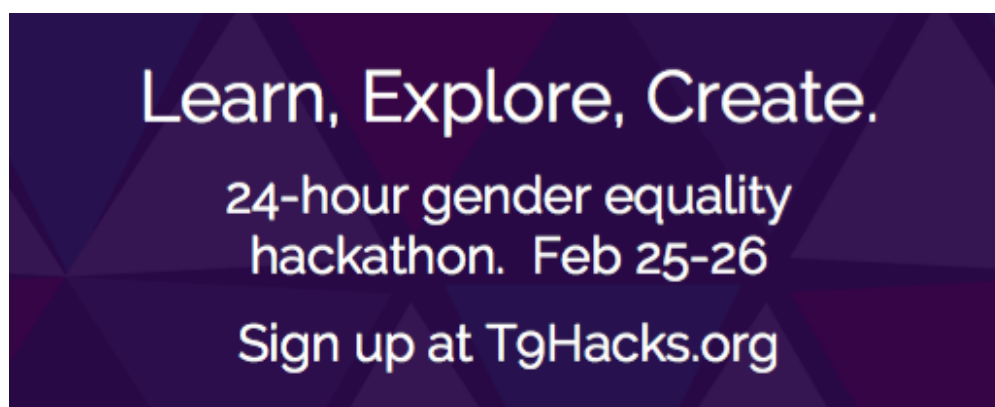 Learn, Explore, Create.
24-hour gender equality
hackathon.  Feb 25-26
Sign up at T9Hacks.org